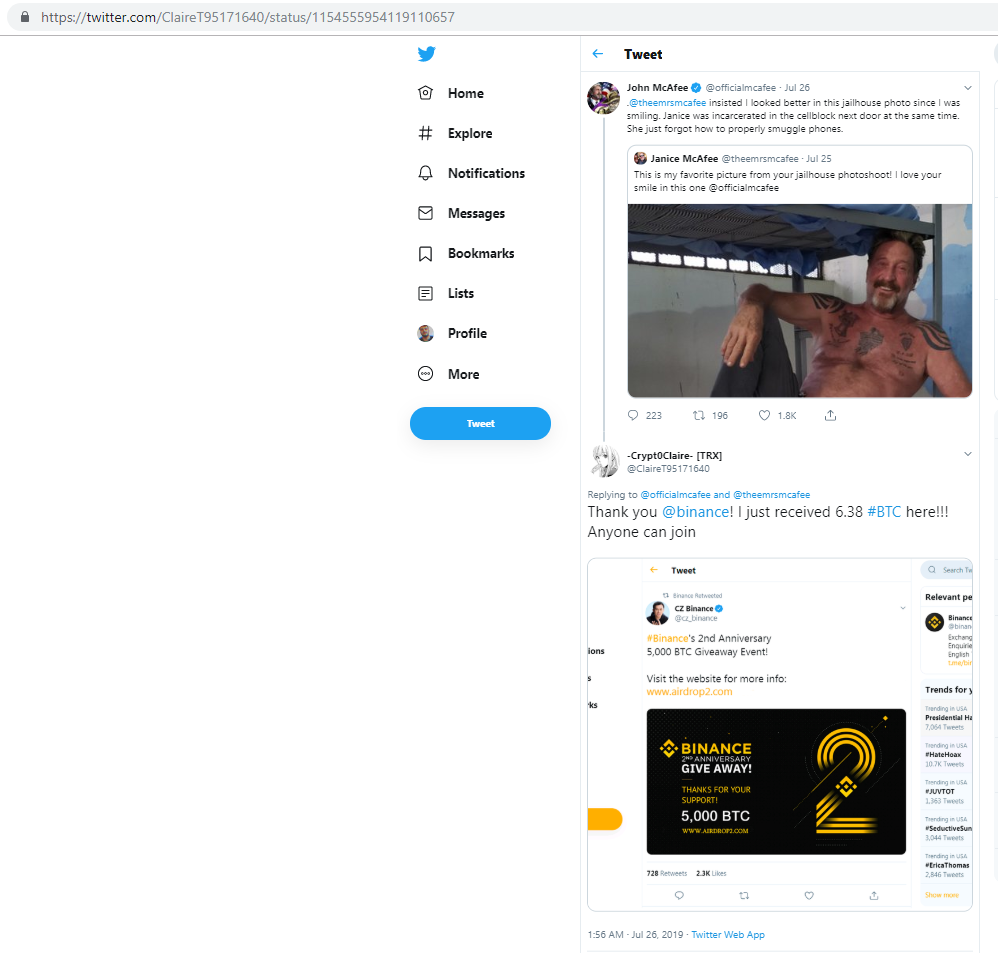 https://twitter.com/ClaireT95171640/status/1154555954119110657
Home
Explore
Notifications
Messages
Bookmarks
Lists
Profile
More
Tweet
Tweet
John McAfee @officialmcafee · Jul 26
.@theemrsmcafee insisted I looked better in this jailhouse photo since I was
smiling. Janice was incarcerated in the cellblock next door at the same time.
She just forgot how to properly smuggle phones.
Janice McAfee @theemrsmcafee · Jul 25
This is my favorite picture from your jailhouse photoshoot! I love your
smile in this one @officialmcafee
223 196 1.8K
-Crypt0Claire- [TRX]
@ClaireT95171640
Replying to @officialmcafee and @theemrsmcafee
Thank you @binance! I just received 6.38 #BTC here!!!
Anyone can join
Tweet
Binance Retweeted
CZ Binance
@cz_binance
#Binance's 2nd Anniversary
5,000 BTC Giveaway Event!
Visit the website for more info:
www.airdrop2.com
BINANCE
2ND ANNIVERSARY
GIVE AWAY!
THANKS FOR YOUR
SUPPORT!
5,000 BTC
WWW.AIRDROP2.COM
728 Retweets 2.3K Likes
ions
s
ks
Search Tw
Relevant pe
Binance
@binan
Exchang
Enquirie
English
t.me/bin
Trends for y
Trending in USA
Presidential Ha
7,064 Tweets
Trending in USA
#HateHoax
10.7K Tweets
Trending in USA
#JUVTOT
1,363 Tweets
Trending in USA
#SeductiveSun
3,044 Tweets
Trending in USA
#EricaThomas
2,846 Tweets
Show more
1:56 AM · Jul 26, 2019 · Twitter Web App